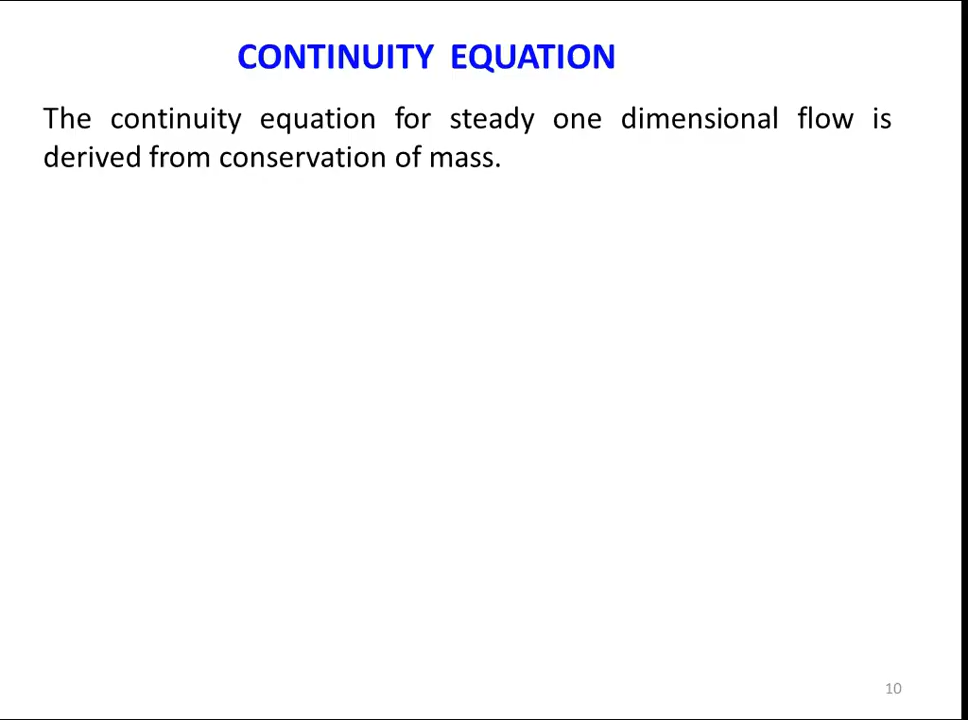 CONTINUITY EQUATION
The continuity equation for steady one dimensional flow is
derived from conservation of mass.
10